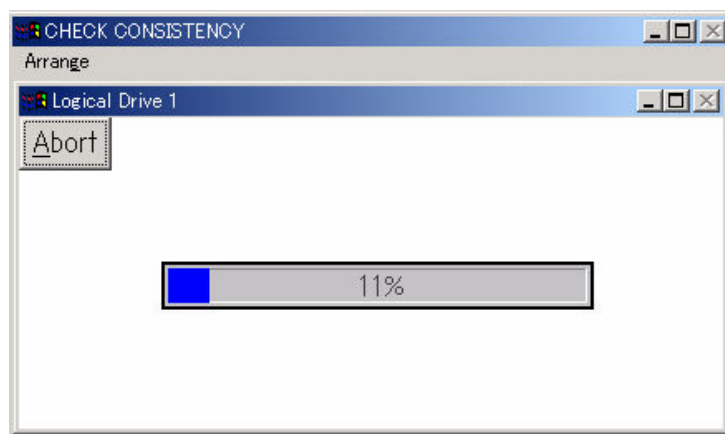 CHECK CONSISTENCY
Arrange
Logical Drive 1
Abort
11%